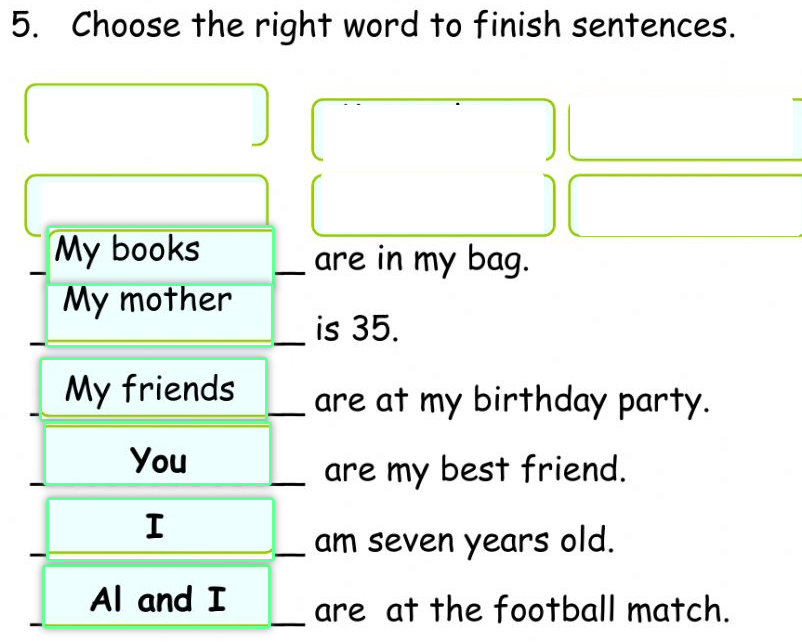 5. Choose the right word to finish sentences.
My books are in my bag.
My mother is 35.
My friends are at my birthday party.
You are my best friend.
I am seven years old.
Al and I are at the football match.